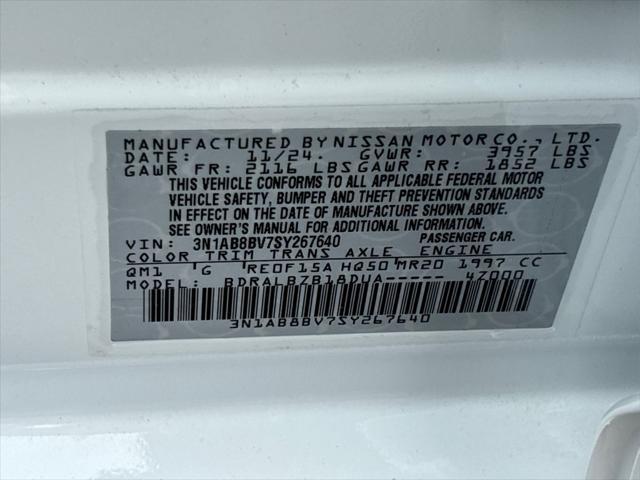 MANUFACTURED BY NISSAN MOTOR CO., LTD.
DATE: 11/24. GVWR: 3957 LBS
GAWR FR: 2116 LBS GAWR RR: 1852 LBS
THIS VEHICLE CONFORMS TO ALL APPLICABLE FEDERAL MOTOR
VEHICLE SAFETY, BUMPER AND THEFT PREVENTION STANDARDS
IN EFFECT ON THE DATE OF MANUFACTURE SHOWN ABOVE.
SEE OWNER'S MANUAL FOR ADDITIONAL INFORMATION.
VIN: 3N1AB8BV7SY267640 PASSENGER CAR.
COLOR TRIM TRANS AXLE ENGINE
QM1 G RE0F15A HQ50 MR20 1997 CC
MODEL: BDRALBZB18DUA----- 4Z000
3N1AB8BV7SY267640